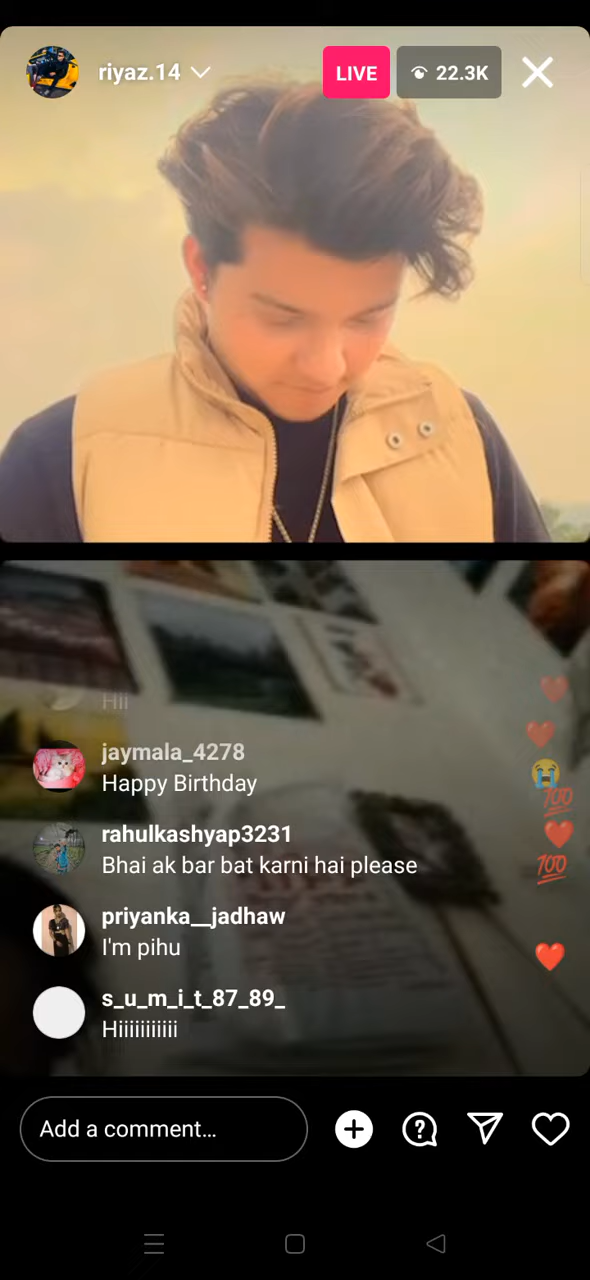 riyaz.14
LIVE
22.3K
Hii
jaymala_4278
Happy Birthday
rahulkashyap3231
Bhai ak bar bat karni hai please
priyanka__jadhaw
I'm pihu
s_u_m_i_t_87_89_
Hiiiiiiiiiii
Add a comment...